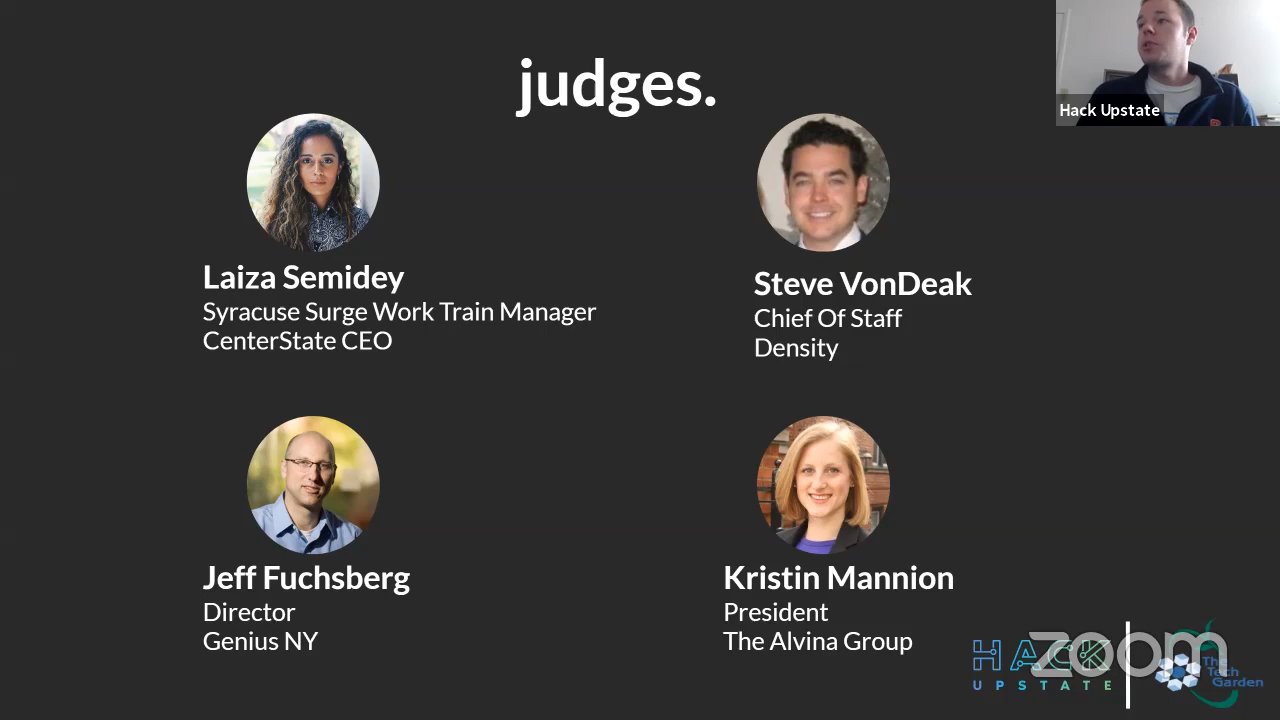 judges.
Hack Upstate
Laiza Semidey
Syracuse Surge Work Train Manager
CenterState CEO
Steve VonDeak
Chief Of Staff
Density
Jeff Fuchsberg
Director
Genius NY
Kristin Mannion
President
The Alvina Group
HACK
UPSTATE
zoom
The
Tech
Garden